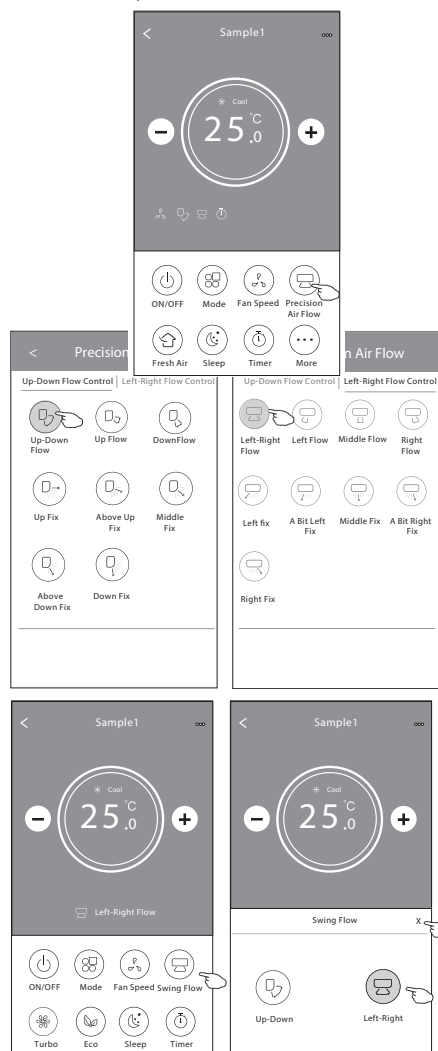 Sample1
Cool
25.0 °C
ON/OFF
Mode
Fan Speed
Precision
Air Flow
Fresh Air
Sleep
Timer
More
< Precision
Up-Down Flow Control
Left-Right Flow Control
Up-Down
Flow
Up Flow
DownFlow
Up Fix
Above Up
Fix
Middle
Fix
Above
Down Fix
Down Fix
n Air Flow
Up-Down Flow Control
Left-Right Flow Control
Left-Right
Flow
Left Flow
Middle Flow
Right
Flow
Left fix
A Bit Left
Fix
Middle Fix
A Bit Right
Fix
Right Fix
Sample1
Cool
25.0 °C
Left-Right Flow
ON/OFF
Mode
Fan Speed
Swing Flow
Turbo
Eco
Sleep
Timer
Sample1
Cool
25.0 °C
Swing Flow
X
Up-Down
Left-Right